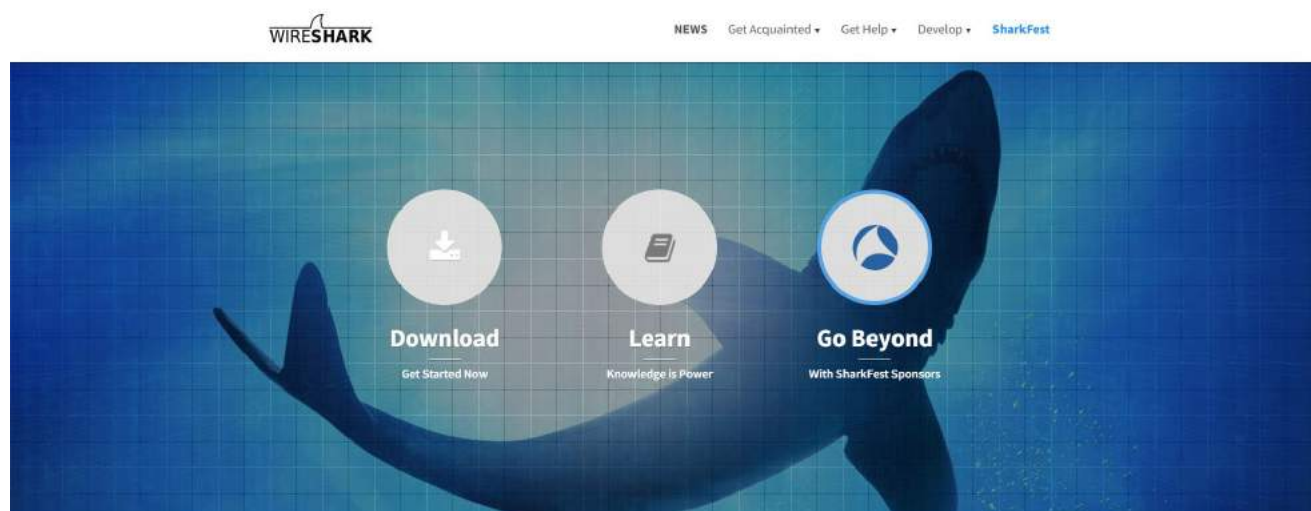 WIRESHARK
NEWS Get Acquainted ▾ Get Help ▾ Develop ▾ SharkFest
Download
Get Started Now
Learn
Knowledge is Power
Go Beyond
With SharkFest Sponsors